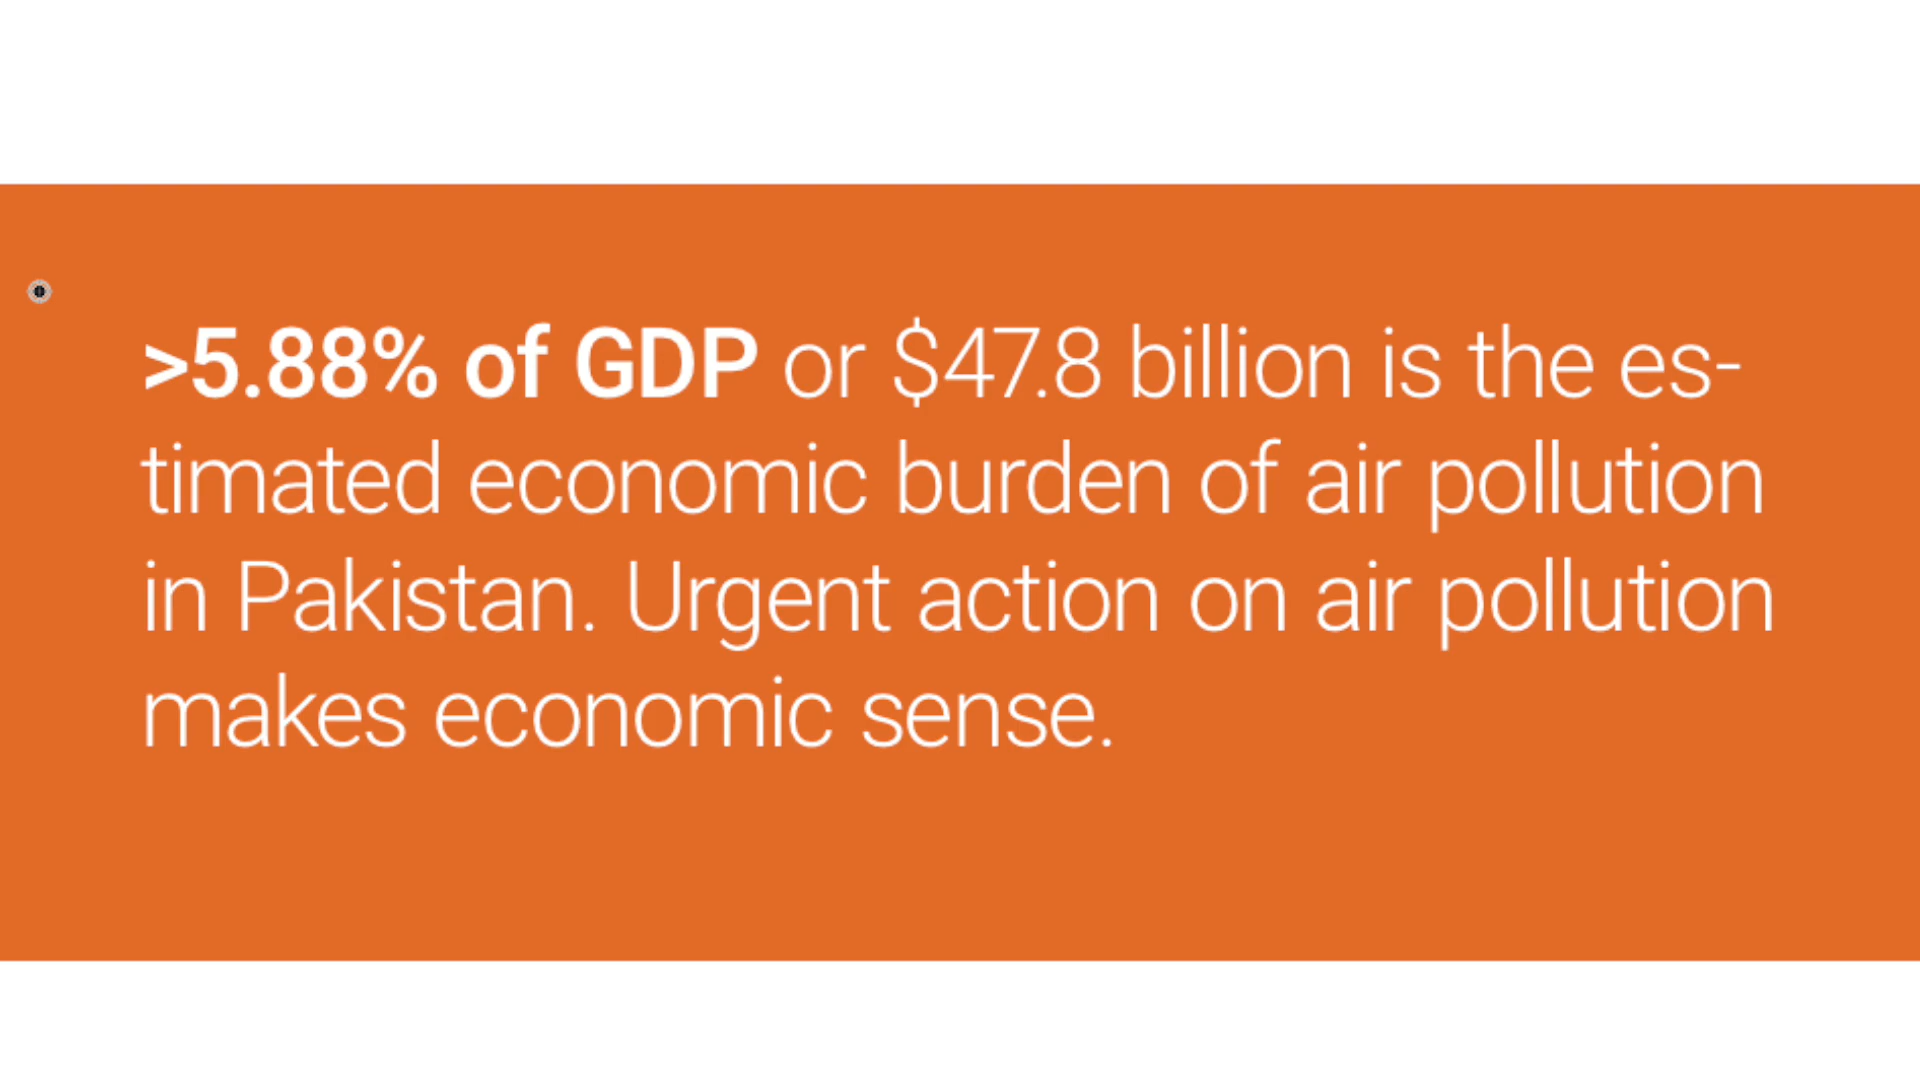 >5.88% of GDP or $47.8 billion is the es-
timated economic burden of air pollution
in Pakistan. Urgent action on air pollution
makes economic sense.